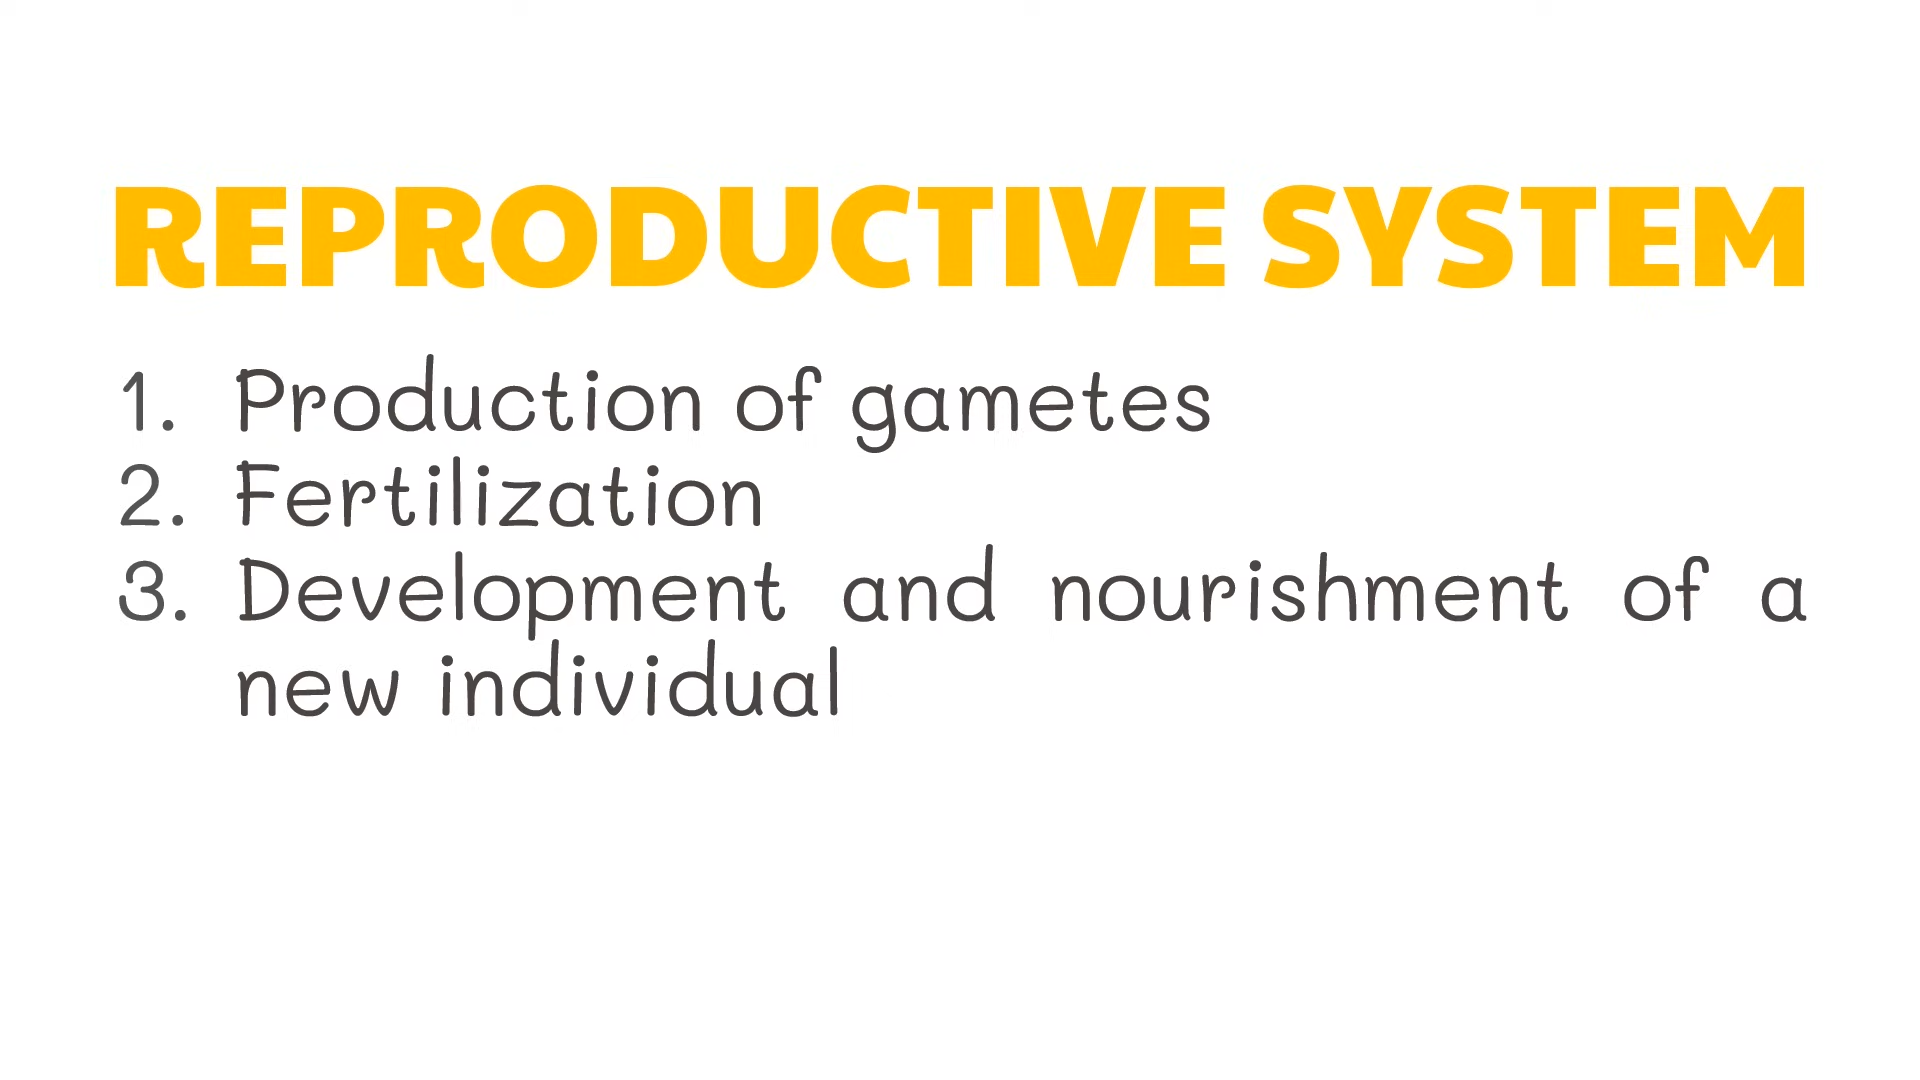 REPRODUCTIVE SYSTEM
1. Production of gametes
2. Fertilization
3. Development and nourishment of a
new individual